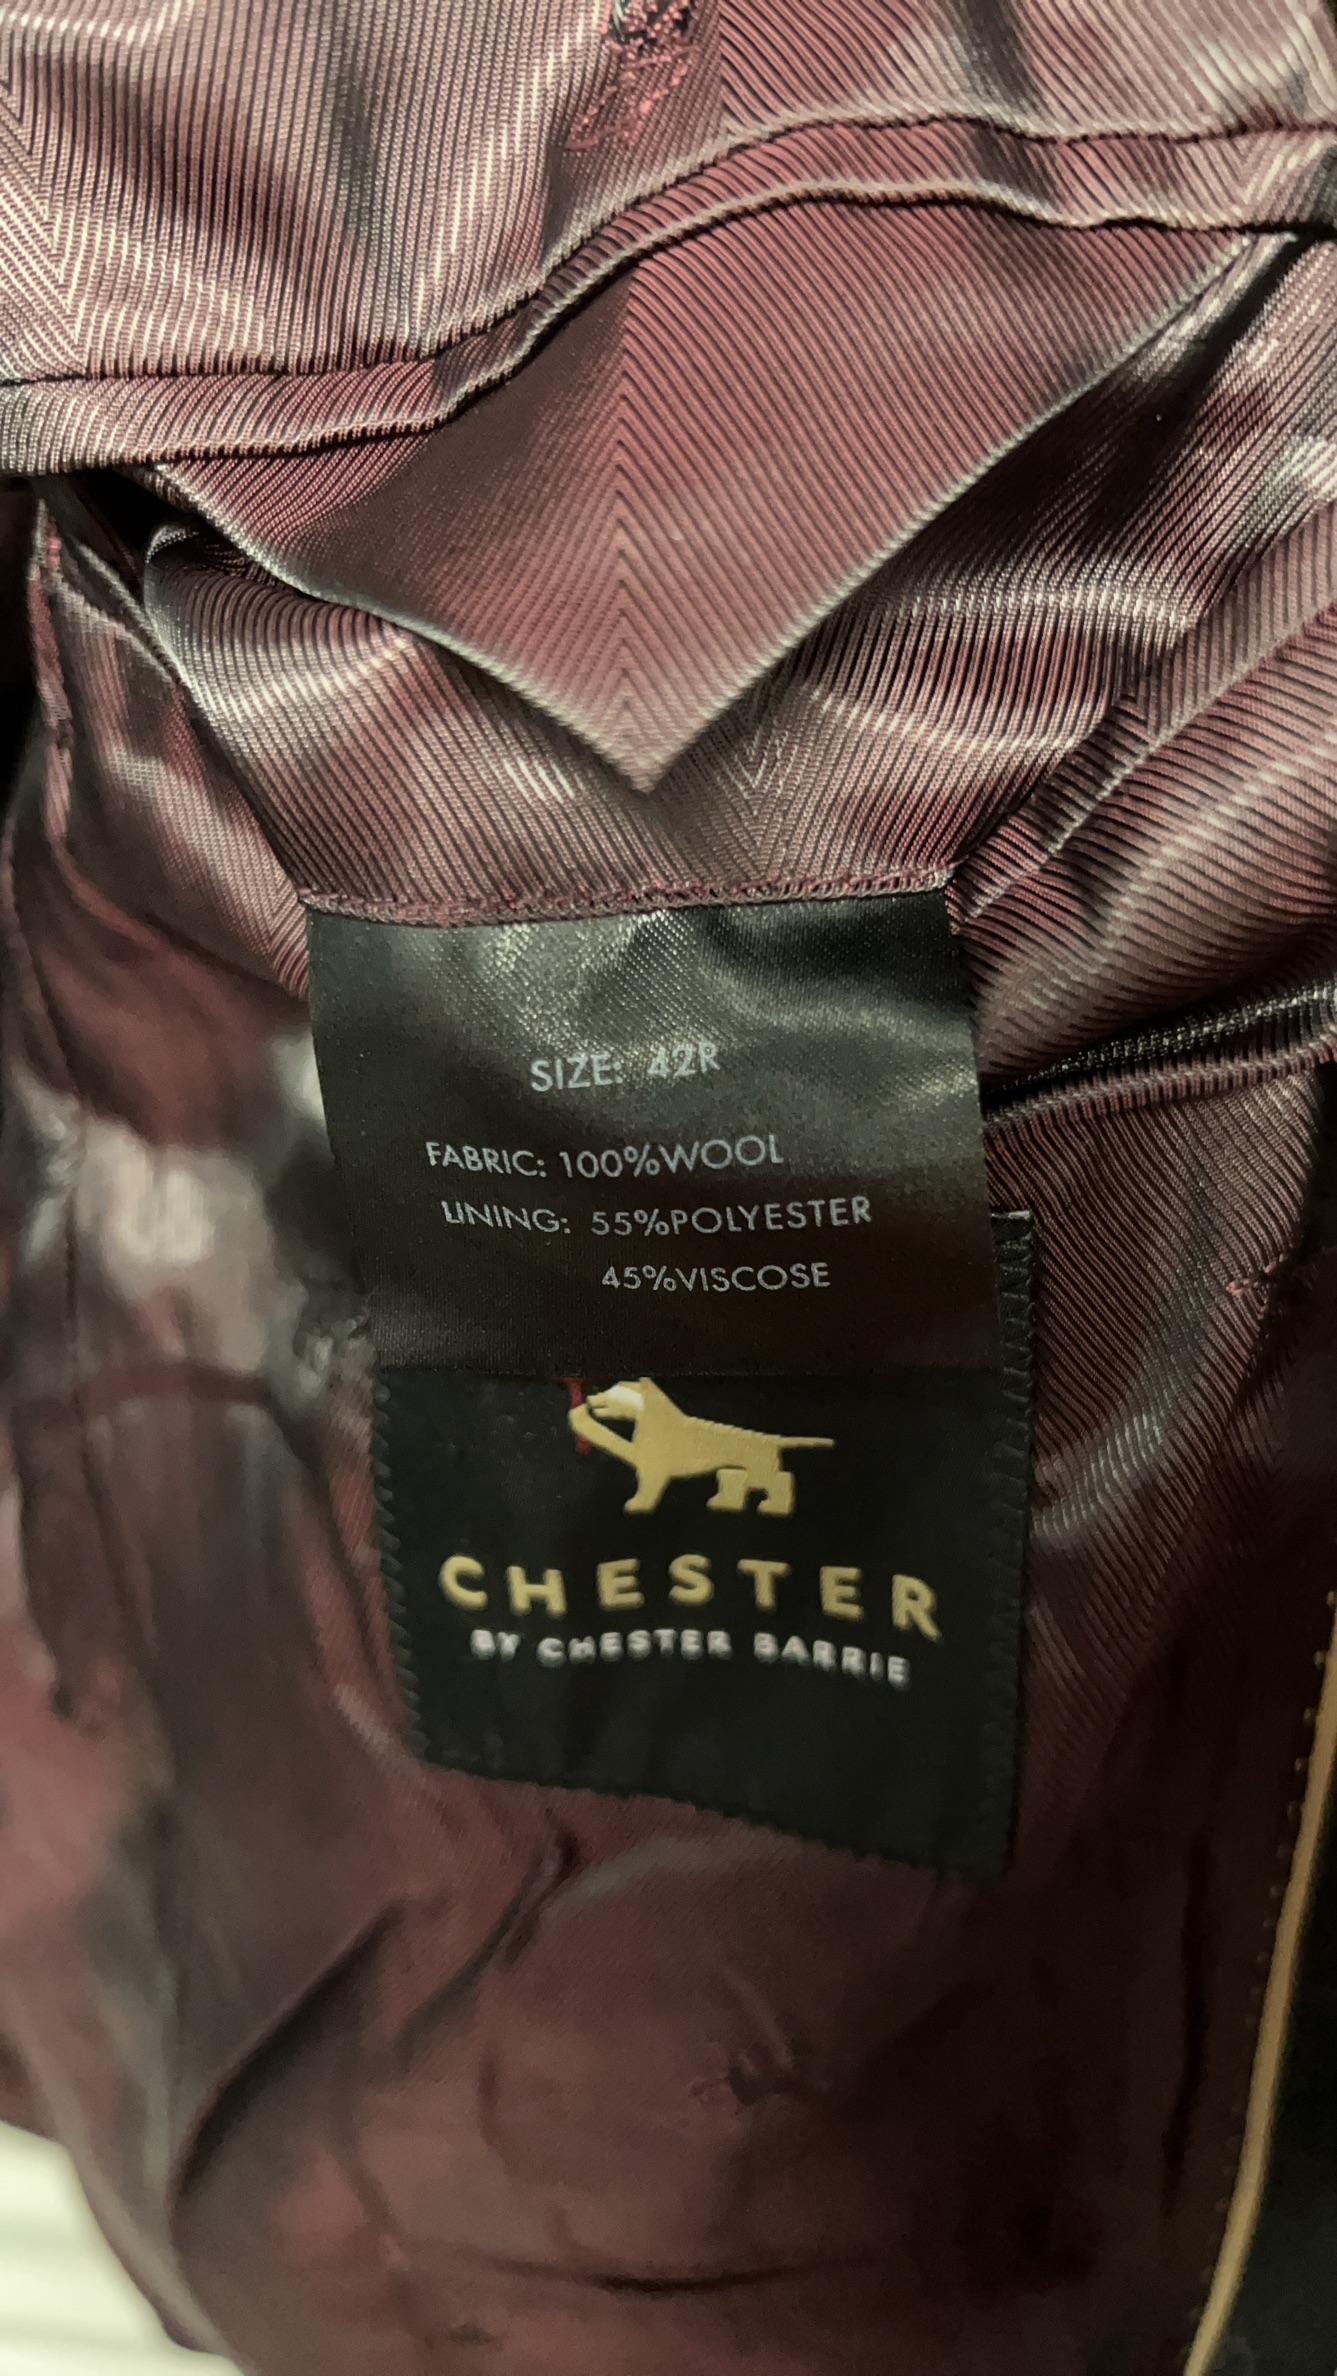 SIZE: 42R
FABRIC: 100%WOOL
LINING: 55%POLYESTER
45%VISCOSE
CHESTER
BY CHESTER BARRIE